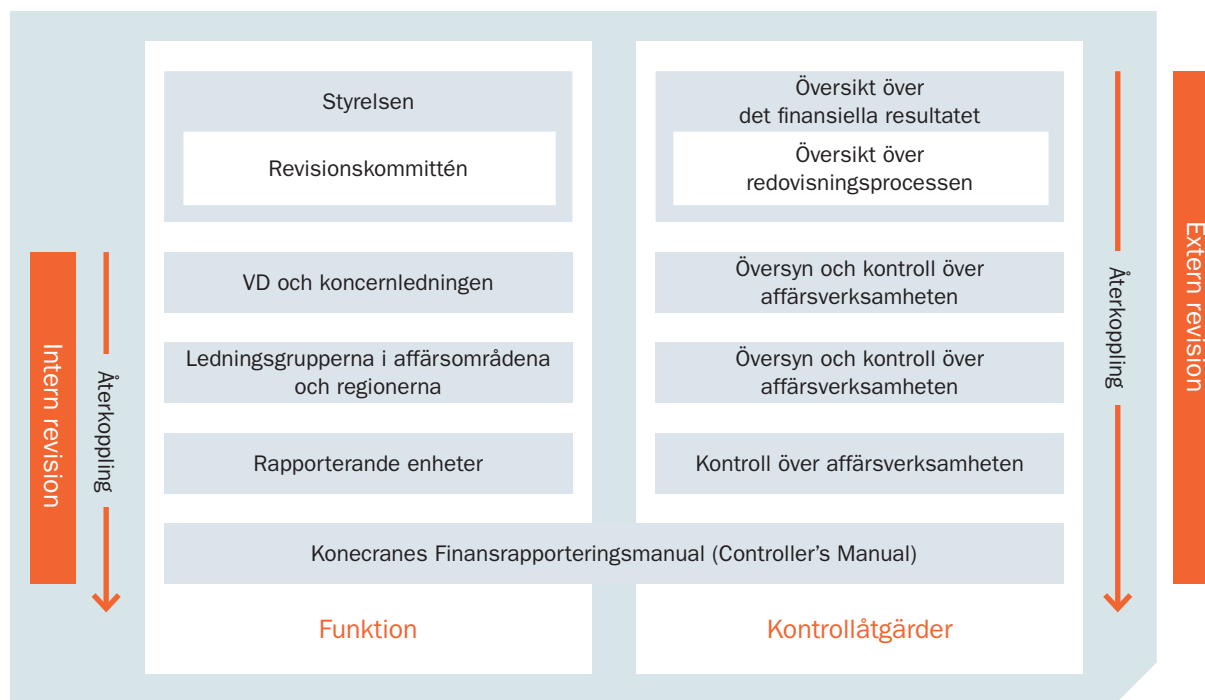 Styrelsen
Revisionskommittén
Översikt över
det finansiella resultatet
Översikt över
redovisningsprocessen
VD och koncernledningen
Översyn och kontroll över
affärsverksamheten
Ledningsgrupperna i affärsområdena
och regionerna
Översyn och kontroll över
affärsverksamheten
Rapporterande enheter
Kontroll över affärsverksamheten
Konecranes Finansrapporteringsmanual (Controller's Manual)
Funktion
Kontrollåtgärder
Intern revision
Återkoppling
Återkoppling
Extern revision